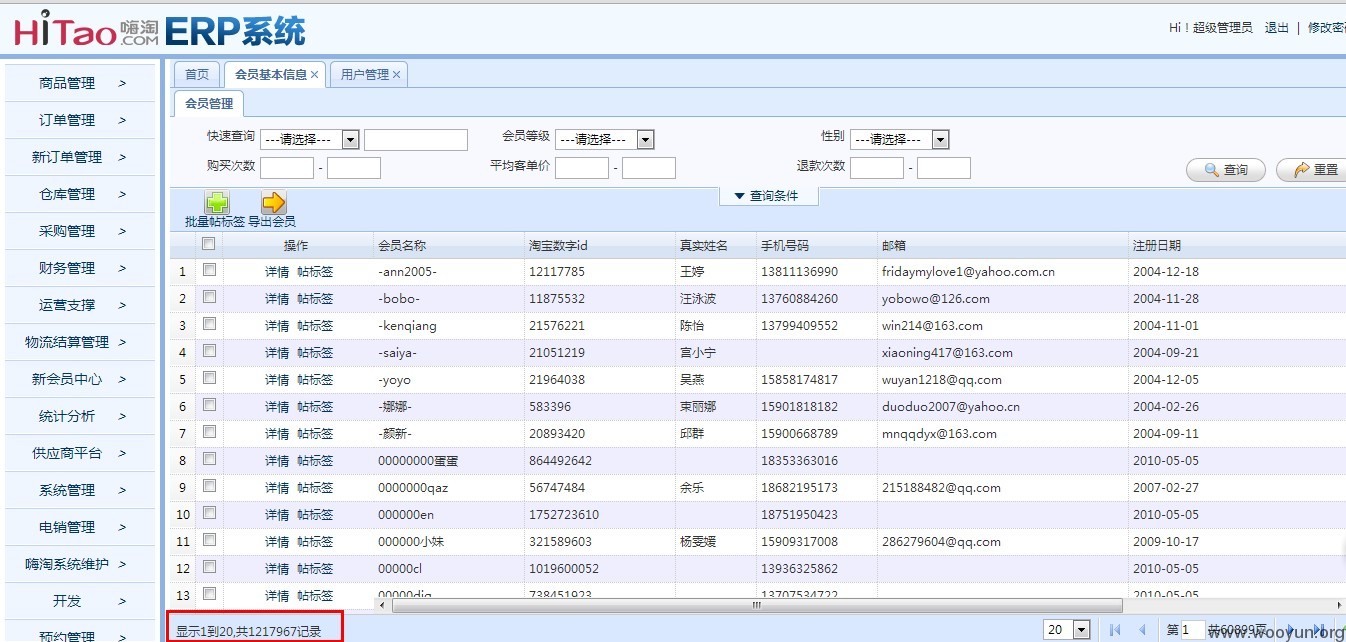 HiTao 嗨淘 .COM ERP系统
Hi！超级管理员 退出 | 修改密
首页 会员基本信息 × 用户管理 ×
会员管理
商品管理 >
订单管理 >
新订单管理 >
仓库管理 >
采购管理 >
财务管理 >
运营支撑 >
物流结算管理 >
新会员中心 >
统计分析 >
供应商平台 >
系统管理 >
电销管理 >
嗨淘系统维护 >
开发 >
预约管理 >
快速查询 ---请选择--- 会员等级 ---请选择--- 性别 ---请选择---
购买次数 - 平均客单价 - 退款次数 - 查询 重置
查询条件
批量帖标签 导出会员
操作 会员名称 淘宝数字id 真实姓名 手机号码 邮箱 注册日期
1 详情 帖标签 -ann2005- 12117785 王婷 13811136990 fridaymylove1@yahoo.com.cn 2004-12-18
2 详情 帖标签 -bobo- 11875532 汪泳波 13760884260 yobowo@126.com 2004-11-28
3 详情 帖标签 -kenqiang 21576221 陈怡 13799409552 win214@163.com 2004-11-01
4 详情 帖标签 -saiya- 21051219 宫小宁 xiaoning417@163.com 2004-09-21
5 详情 帖标签 -yoyo 21964038 吴燕 15858174817 wuyan1218@qq.com 2004-12-05
6 详情 帖标签 -娜娜- 583396 束丽娜 15901818182 duoduo2007@yahoo.cn 2004-02-26
7 详情 帖标签 -颜新- 20893420 邱群 15900668789 mnqqdyx@163.com 2004-09-11
8 详情 帖标签 00000000蛋蛋 864492642 18353363016 2010-05-05
9 详情 帖标签 0000000qaz 56747484 余乐 18682195173 215188482@qq.com 2007-02-27
10 详情 帖标签 000000en 1752723610 18751950423 2010-05-05
11 详情 帖标签 000000小妹 321589603 杨雯媛 15909317008 286279604@qq.com 2009-10-17
12 详情 帖标签 00000cl 1019600052 13936325862 2010-05-05
13 详情 帖标签 00000dig 738451923 13707534722 2010-05-05
显示1到20,共1217967记录 20 第 1 共60899页
www.wooyun.org